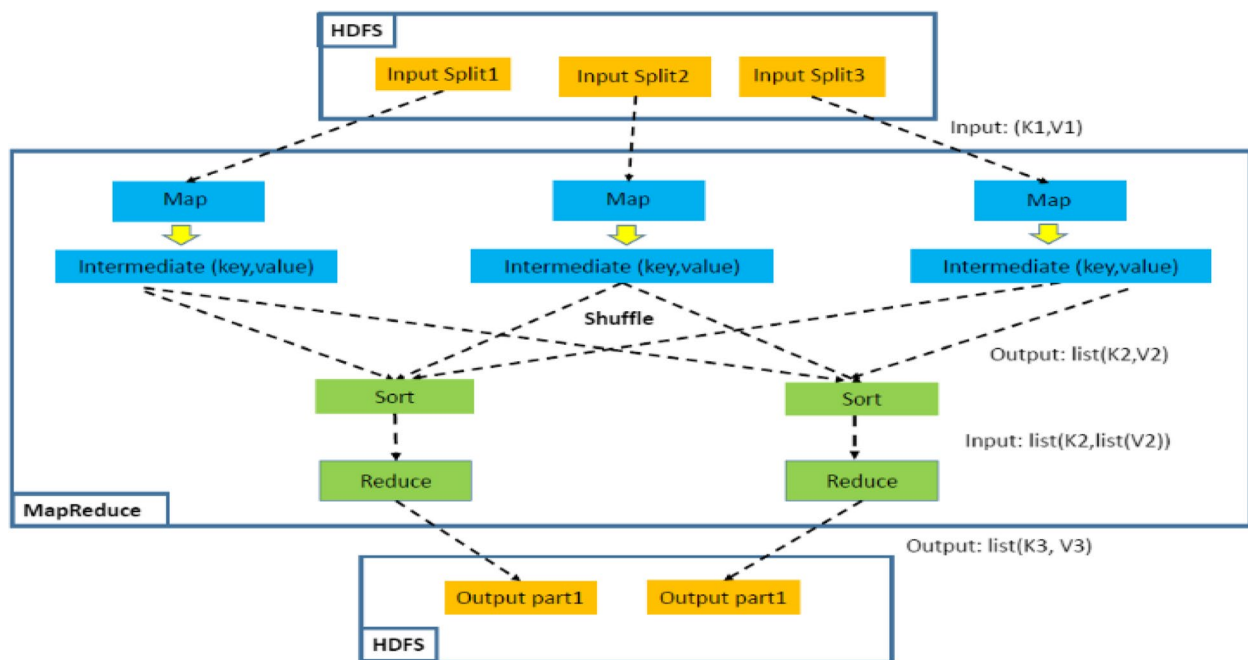 HDFS
Input Split1
Input Split2
Input Split3
Input: (K1,V1)
Map
Map
Map
Intermediate (key,value)
Intermediate (key,value)
Intermediate (key,value)
Shuffle
Output: list(K2,V2)
Sort
Sort
Input: list(K2,list(V2))
Reduce
Reduce
MapReduce
Output: list(K3, V3)
Output part1
Output part1
HDFS